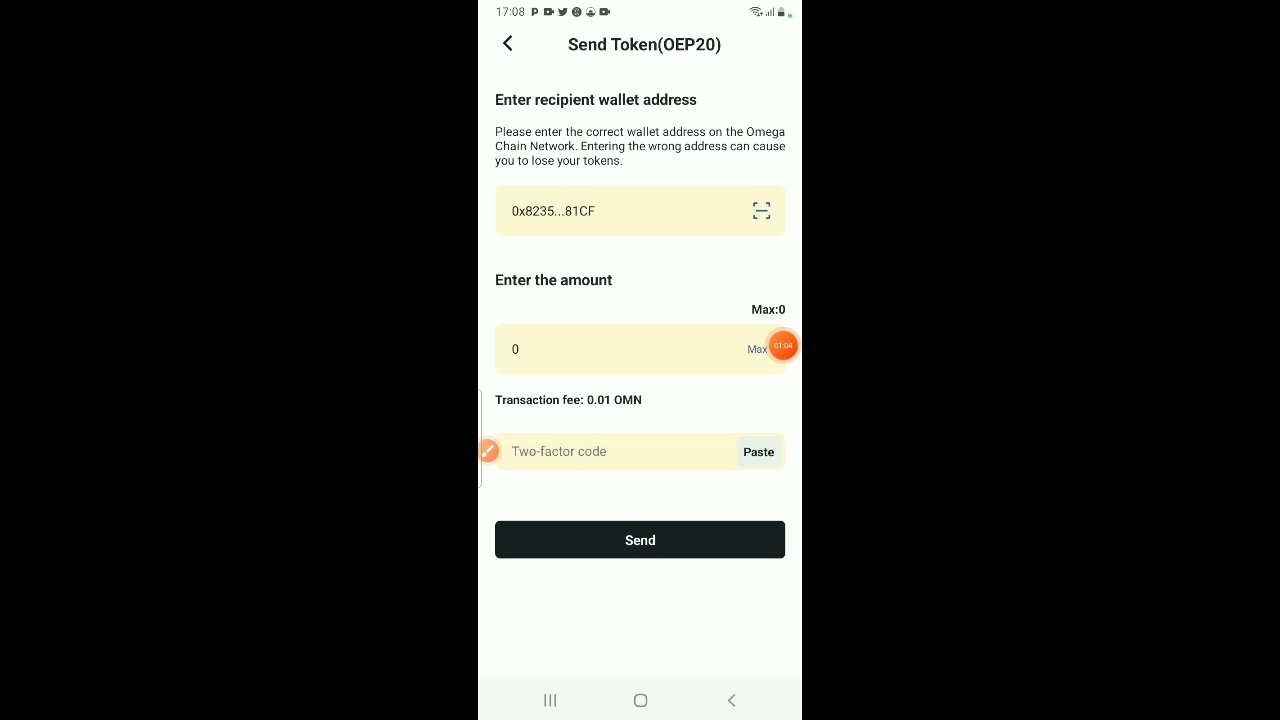 17:08
Send Token(OEP20)
Enter recipient wallet address
Please enter the correct wallet address on the Omega
Chain Network. Entering the wrong address can cause
you to lose your tokens.
0x8235...81CF
Enter the amount
Max:0
0 Max
01:04
Transaction fee: 0.01 OMN
Two-factor code Paste
Send